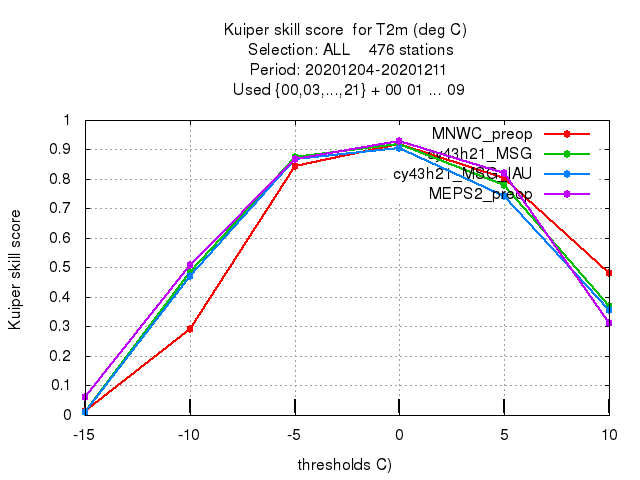 Kuiper skill score for T2m (deg C)
Selection: ALL 476 stations
Period: 20201204-20201211
Used {00,03,...,21} + 00 01 ... 09
Kuiper skill score
1
0.9
0.8
0.7
0.6
0.5
0.4
0.3
0.2
0.1
0
MNWC_preop
cy43h21_MSG
cy43h21_MSG_IAU
MEPS2_preop
-15 -10 -5 0 5 10
thresholds C)